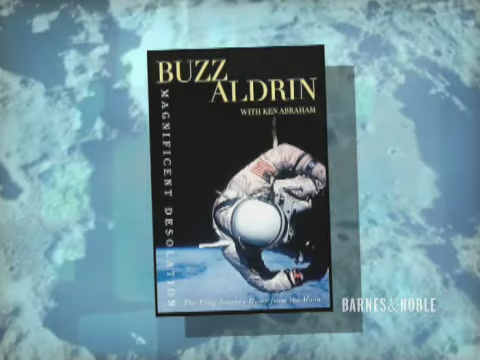 BUZZ
ALDRIN
WITH KEN ABRAHAM
MAGNIFICENT DESOLATION
The Long Journey Home from the Moon
BARNES & NOBLE